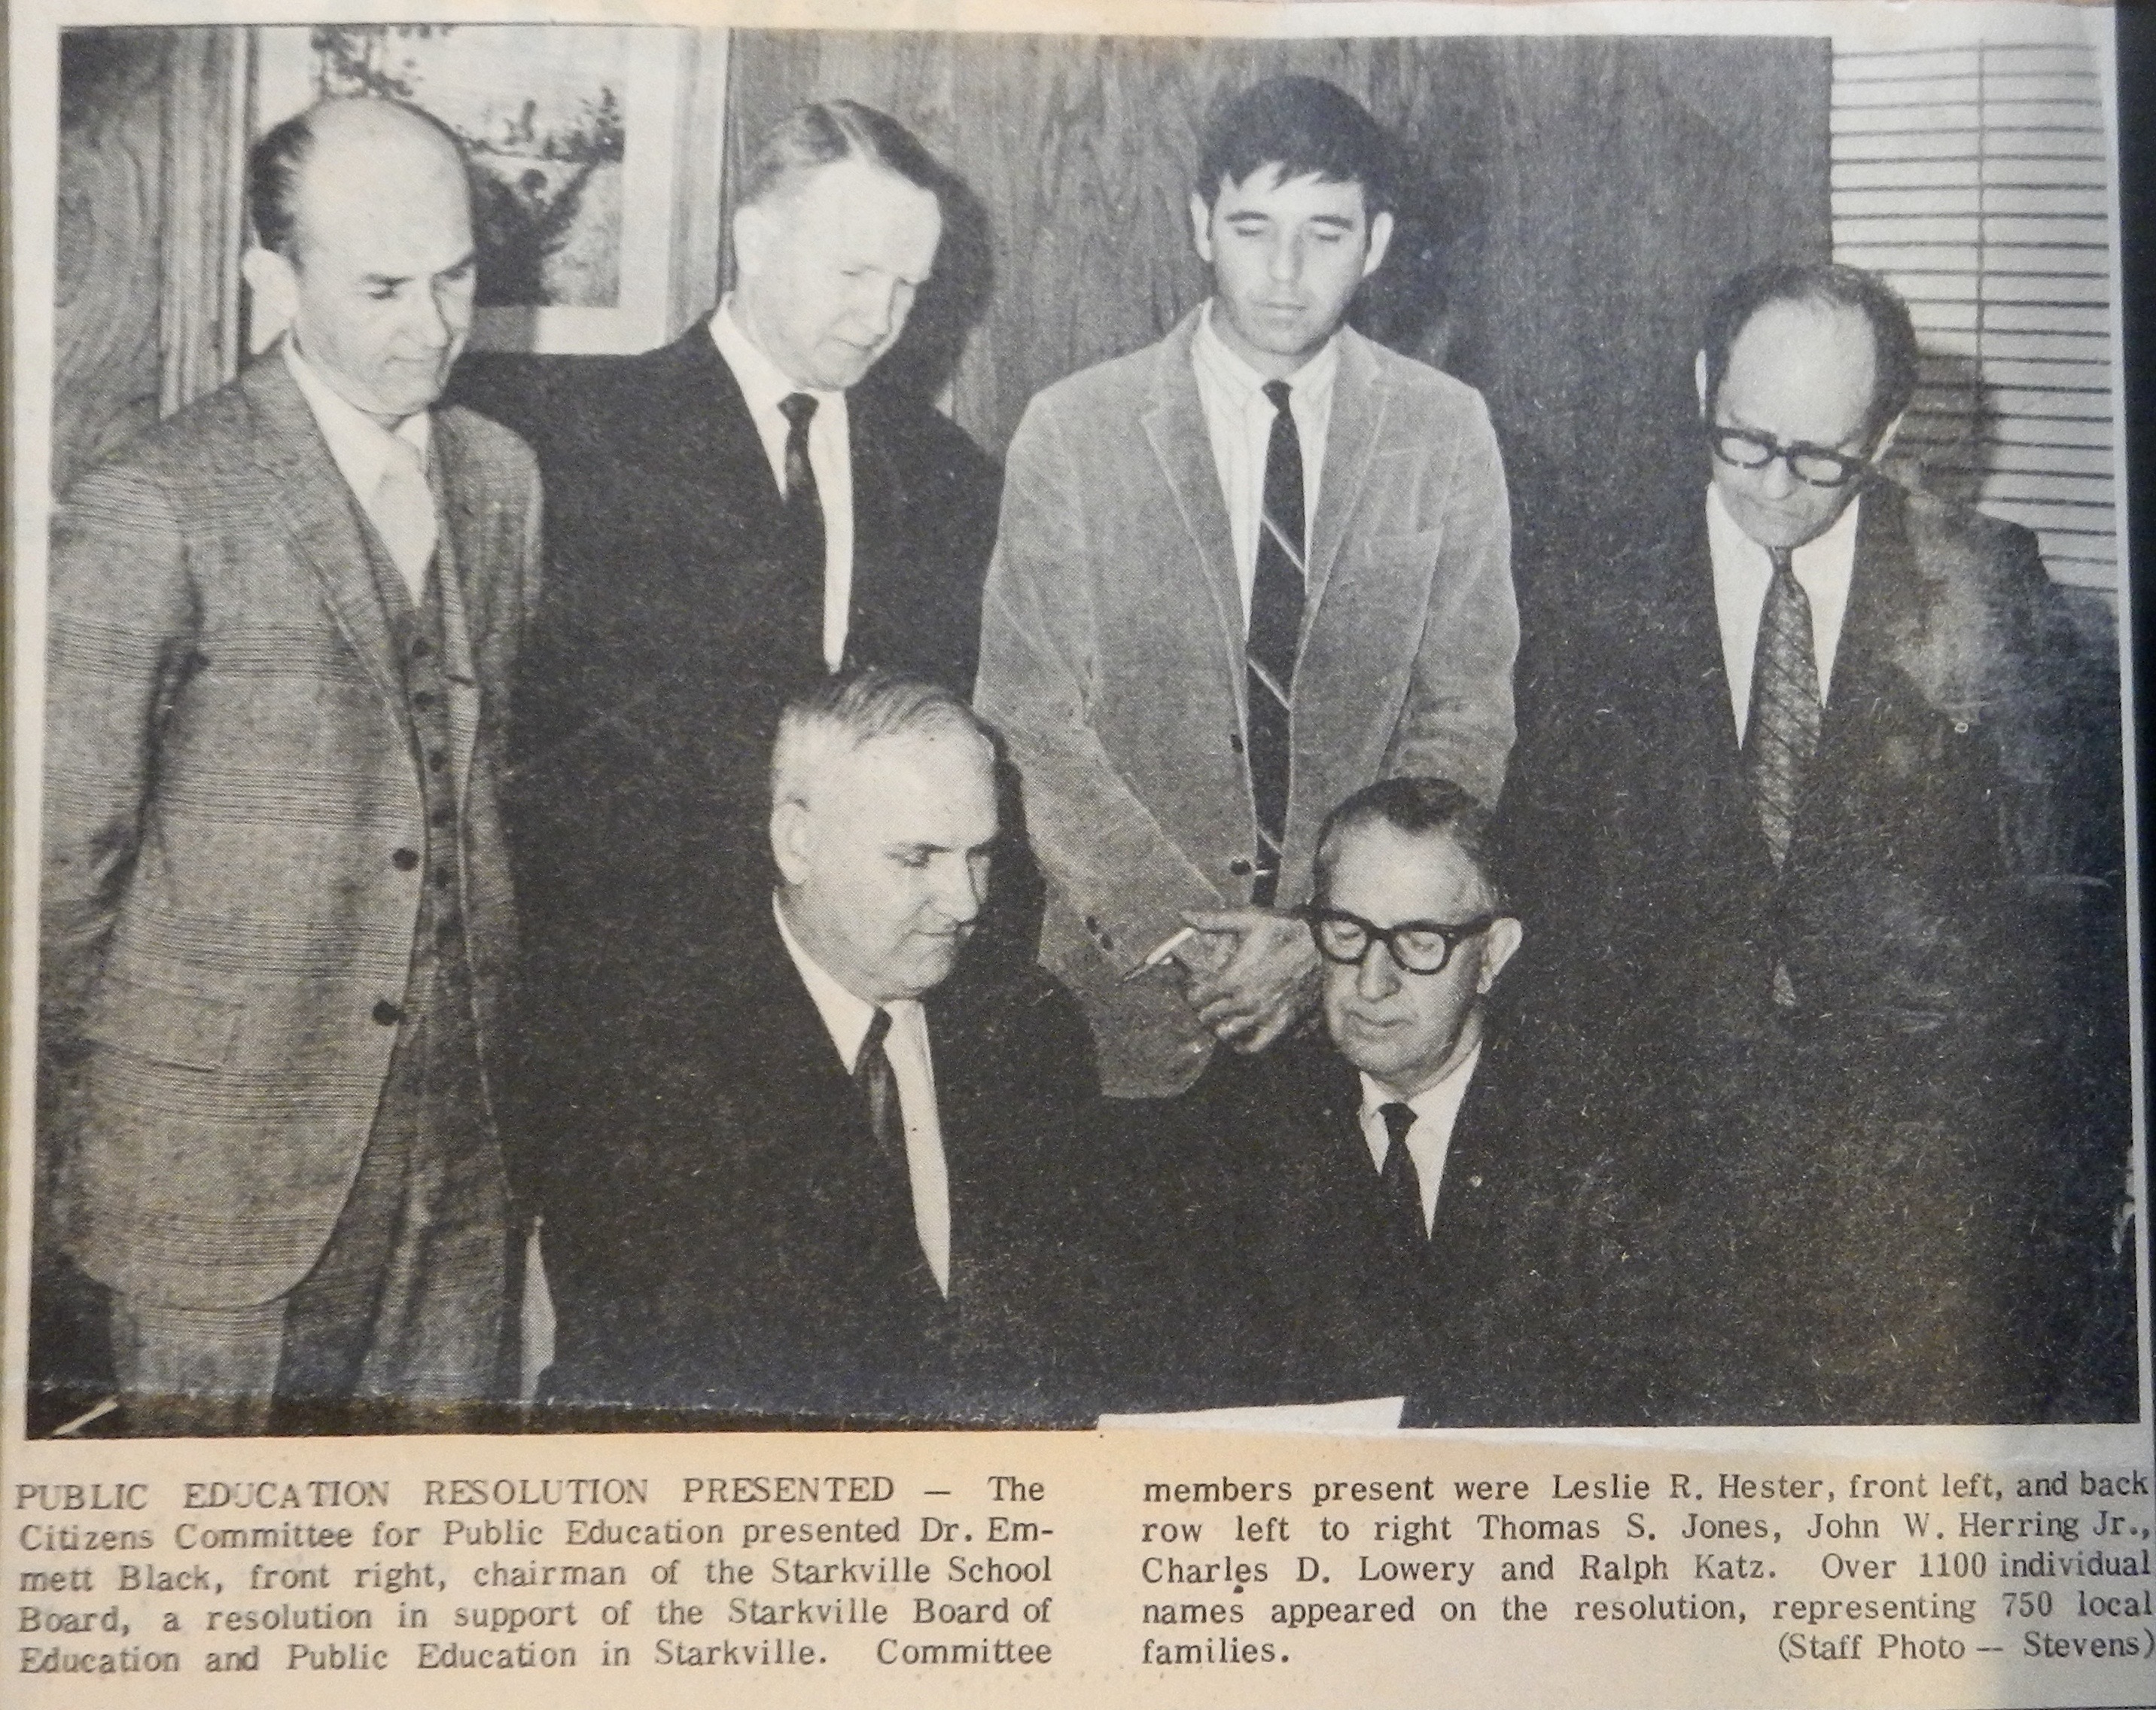 PUBLIC EDUCATION RESOLUTION PRESENTED — The
Citizens Committee for Public Education presented Dr. Em-
mett Black, front right, chairman of the Starkville School
Board, a resolution in support of the Starkville Board of
Education and Public Education in Starkville. Committee
members present were Leslie R. Hester, front left, and back
row left to right Thomas S. Jones, John W. Herring Jr.,
Charles D. Lowery and Ralph Katz. Over 1100 individual
names appeared on the resolution, representing 750 local
families. (Staff Photo -- Stevens)